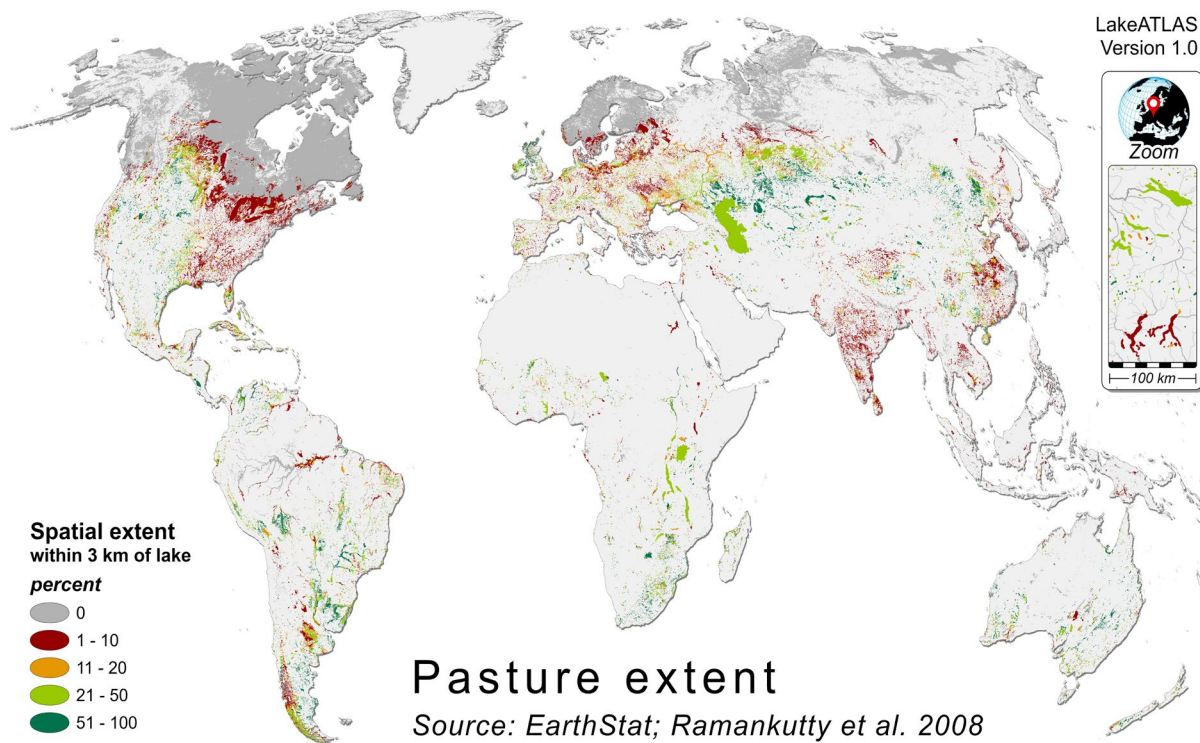 LakeATLAS
Version 1.0
Zoom
100 km
Spatial extent
within 3 km of lake
percent
0
1 - 10
11 - 20
21 - 50
51 - 100
Pasture extent
Source: EarthStat; Ramankutty et al. 2008